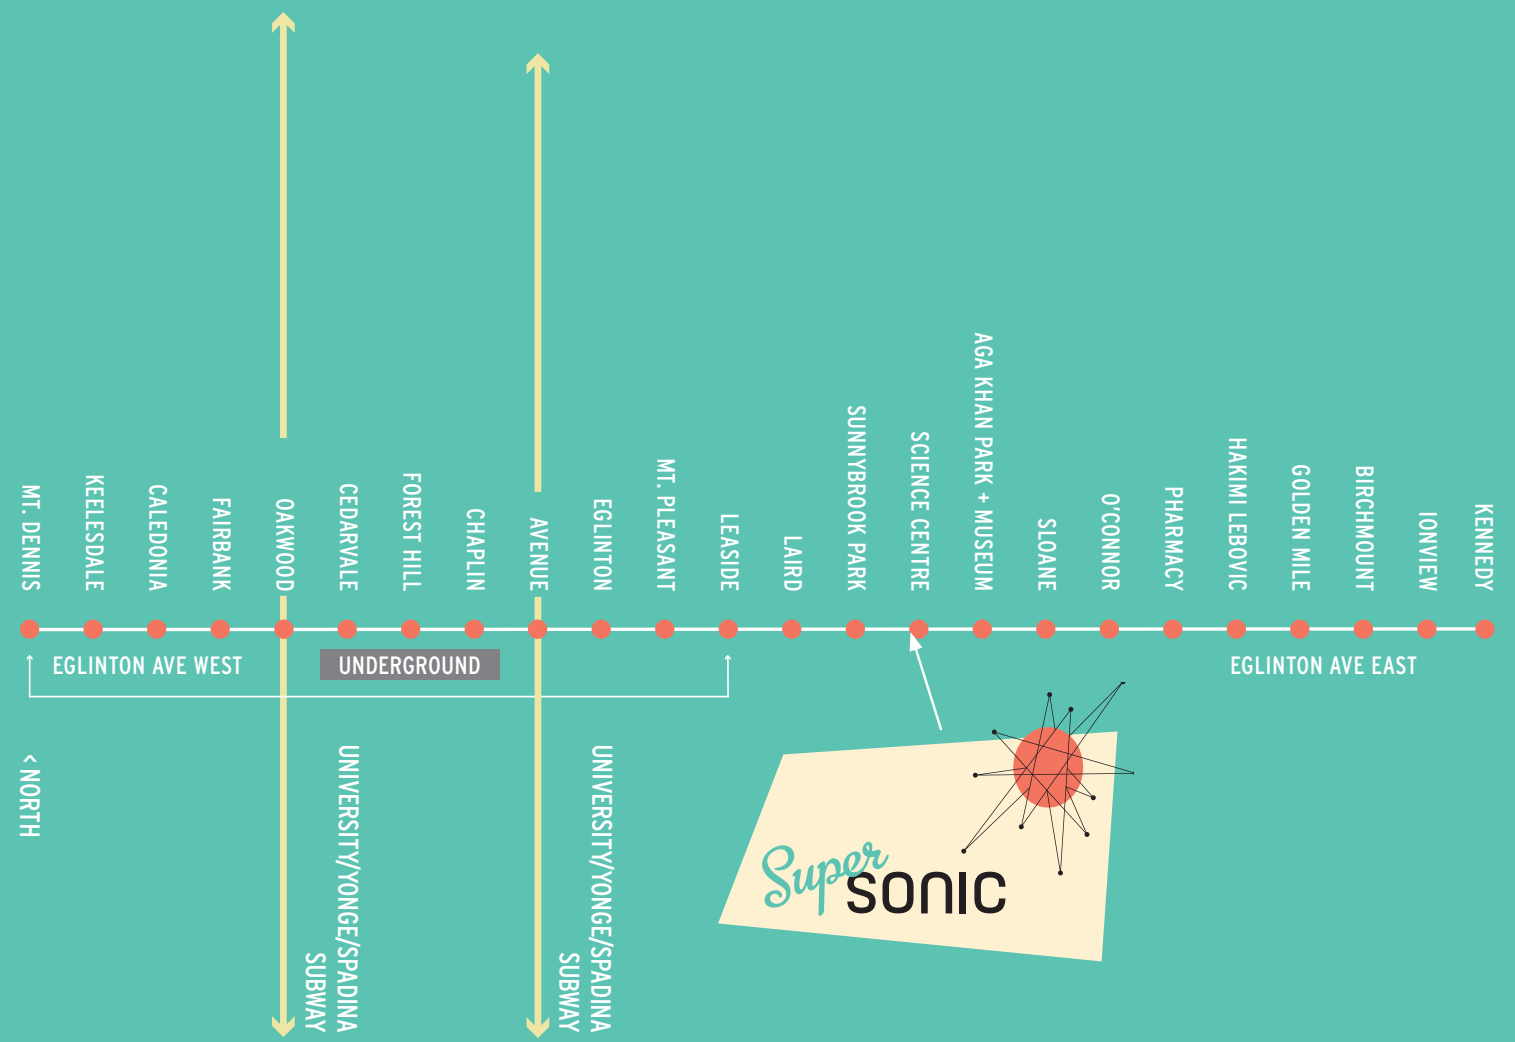 MT. DENNIS
KEELESDALE
CALEDONIA
FAIRBANK
OAKWOOD
CEDARVALE
FOREST HILL
CHAPLIN
AVENUE
EGLINTON
MT. PLEASANT
LEASIDE
LAIRD
SUNNYBROOK PARK
SCIENCE CENTRE
AGA KHAN PARK + MUSEUM
SLOANE
O'CONNOR
PHARMACY
HAKIMI LEBOVIC
GOLDEN MILE
BIRCHMOUNT
IONVIEW
KENNEDY
EGLINTON AVE WEST
UNDERGROUND
EGLINTON AVE EAST
< NORTH
UNIVERSITY/YONGE/SPADINA
SUBWAY
UNIVERSITY/YONGE/SPADINA
SUBWAY
Super
SONIC